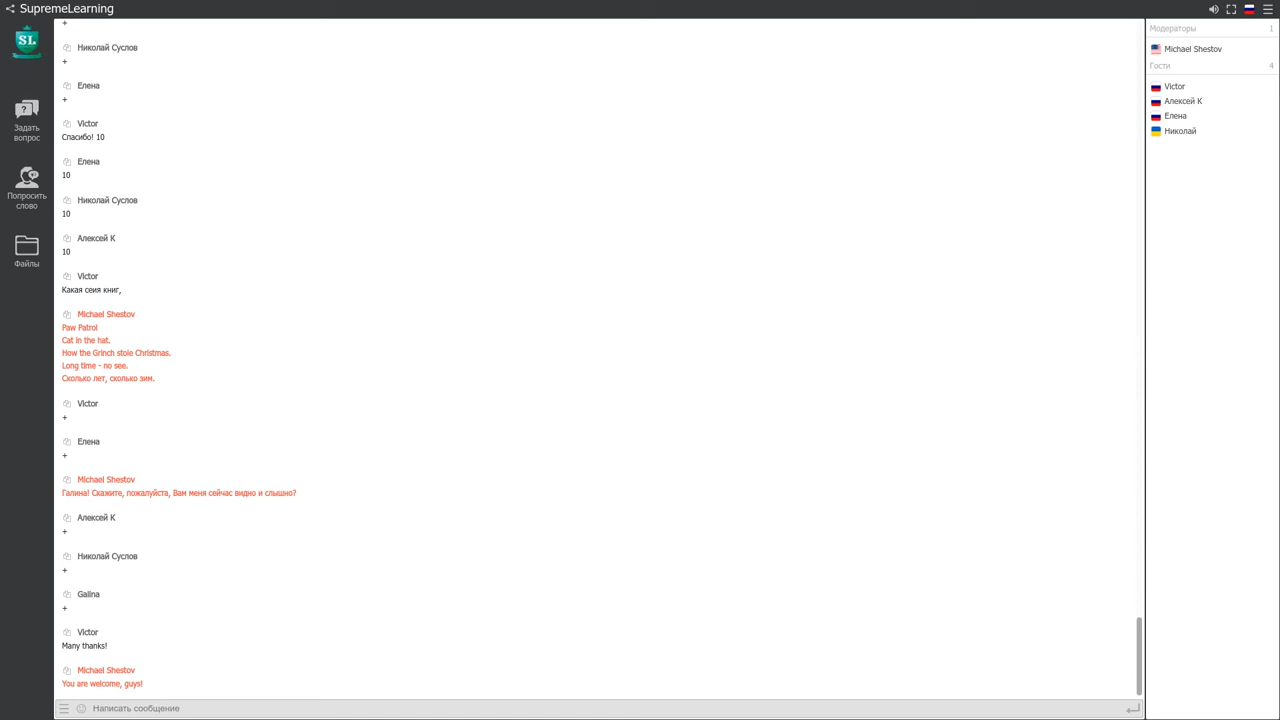 SupremeLearning
SL
Задать
вопрос
Попросить
слово
Файлы
+
Николай Суслов
+
Елена
+
Victor
Спасибо! 10
Елена
10
Николай Суслов
10
Алексей К
10
Victor
Какая сеия книг,
Michael Shestov
Paw Patrol
Cat in the hat.
How the Grinch stole Christmas.
Long time - no see.
Сколько лет, сколько зим.
Victor
+
Елена
+
Michael Shestov
Галина! Скажите, пожалуйста, Вам меня сейчас видно и слышно?
Алексей К
+
Николай Суслов
+
Galina
+
Victor
Many thanks!
Michael Shestov
You are welcome, guys!
Написать сообщение
Модераторы 1
Michael Shestov
Гости 4
Victor
Алексей К
Елена
Николай